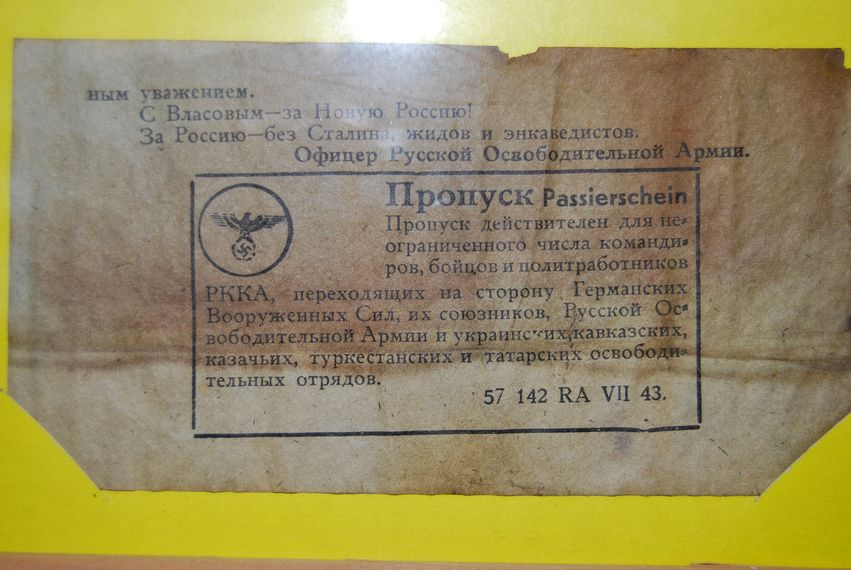 ным уважением.
С Власовым—за Новую Россию!
За Россию—без Сталина, жидов и энкаведистов.
Офицер Русской Освободительной Армии.
Пропуск Passierschein
Пропуск действителен для не-
ограниченного числа команди-
ров, бойцов и политработников
РККА, переходящих на сторону Германских
Вооруженных Сил, их союзников, Русской Ос-
вободительной Армии и украинских,кавказских,
казачьих, туркестанских и татарских освободи-
тельных отрядов.
57 142 RA VII 43.